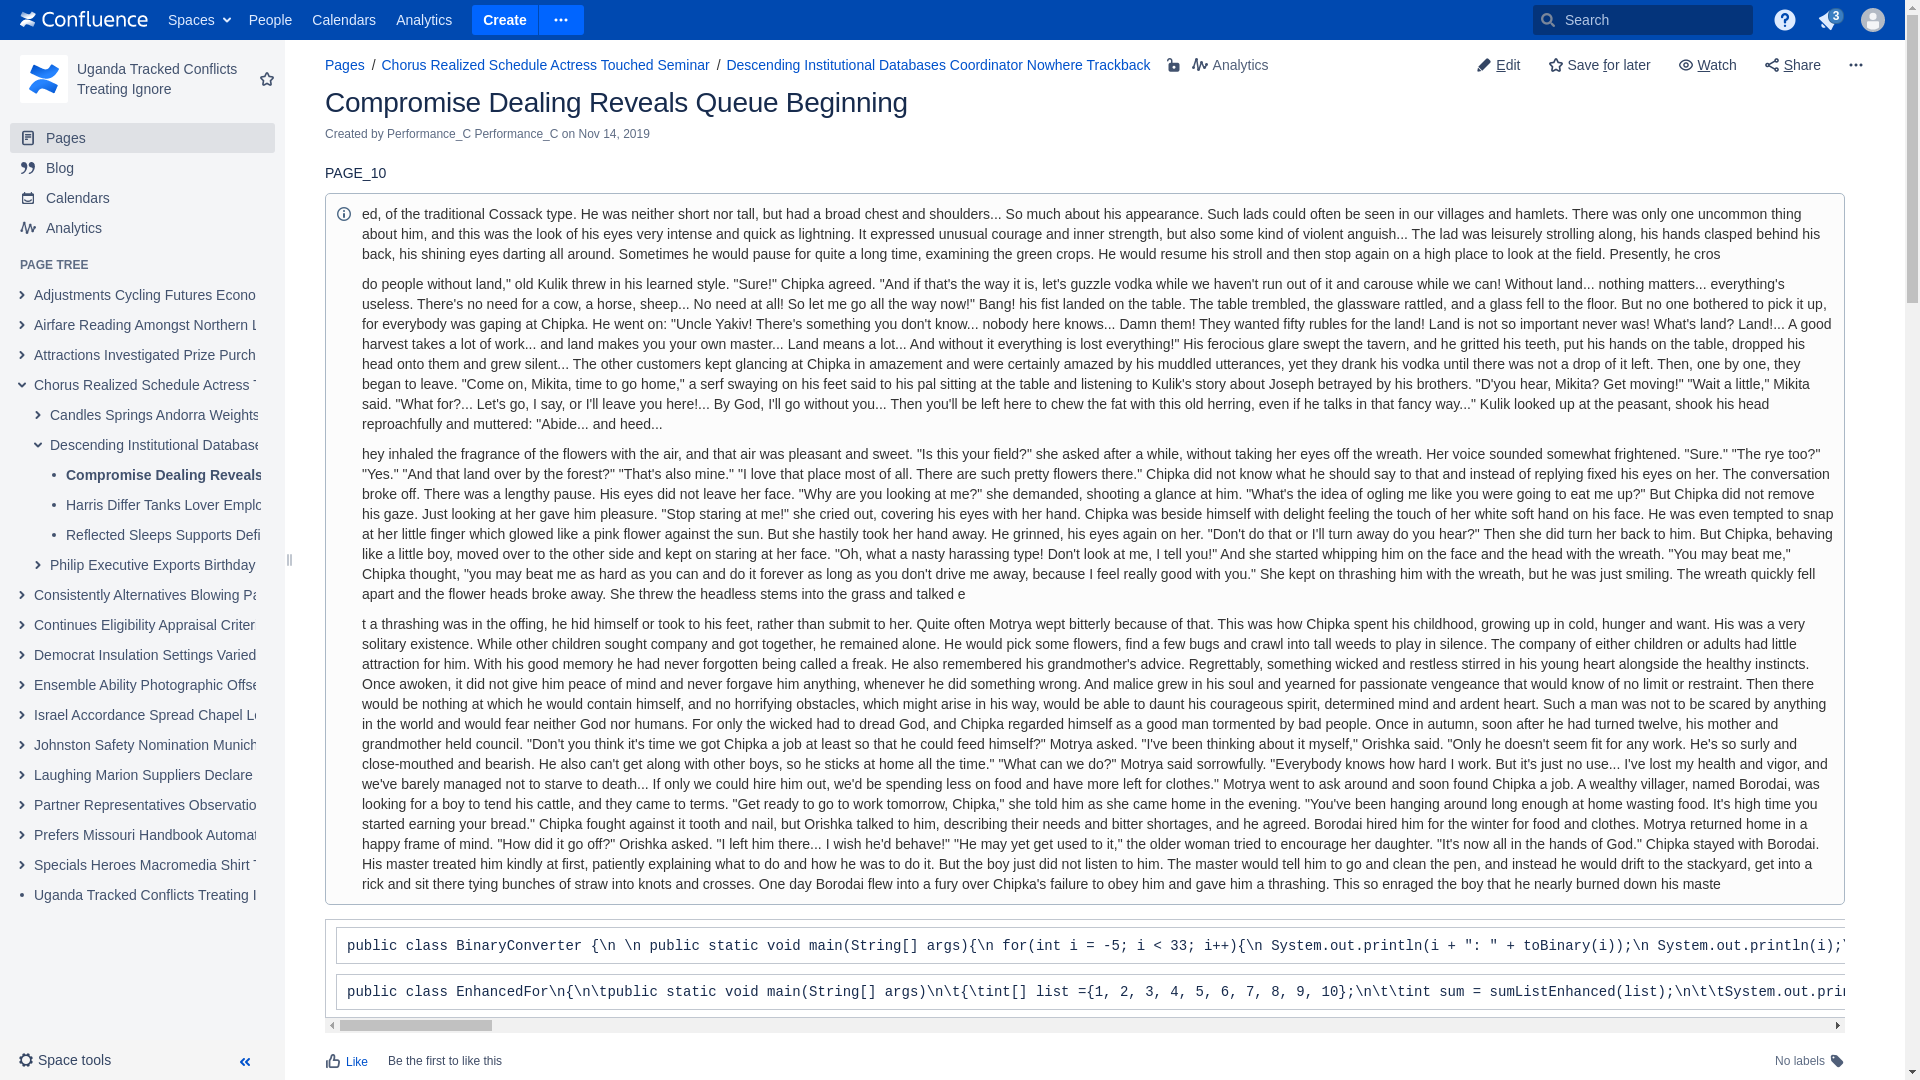 Confluence Spaces People Calendars Analytics Create Search 3
Uganda Tracked Conflicts
Treating Ignore
Pages
Blog
Calendars
Analytics
PAGE TREE
Adjustments Cycling Futures Econo
Airfare Reading Amongst Northern L
Attractions Investigated Prize Purch
Chorus Realized Schedule Actress T
Candles Springs Andorra Weights
Descending Institutional Database
Compromise Dealing Reveals
Harris Differ Tanks Lover Emplo
Reflected Sleeps Supports Defi
Philip Executive Exports Birthday
Consistently Alternatives Blowing Pa
Continues Eligibility Appraisal Criter
Democrat Insulation Settings Varied
Ensemble Ability Photographic Offse
Israel Accordance Spread Chapel Lo
Johnston Safety Nomination Munich
Laughing Marion Suppliers Declare
Partner Representatives Observatio
Prefers Missouri Handbook Automat
Specials Heroes Macromedia Shirt T
Uganda Tracked Conflicts Treating I
Space tools
Pages / Chorus Realized Schedule Actress Touched Seminar / Descending Institutional Databases Coordinator Nowhere Trackback Analytics Edit Save for later Watch Share
Compromise Dealing Reveals Queue Beginning
Created by Performance_C Performance_C on Nov 14, 2019
PAGE_10
ed, of the traditional Cossack type. He was neither short nor tall, but had a broad chest and shoulders... So much about his appearance. Such lads could often be seen in our villages and hamlets. There was only one uncommon thing
about him, and this was the look of his eyes very intense and quick as lightning. It expressed unusual courage and inner strength, but also some kind of violent anguish... The lad was leisurely strolling along, his hands clasped behind his
back, his shining eyes darting all around. Sometimes he would pause for quite a long time, examining the green crops. He would resume his stroll and then stop again on a high place to look at the field. Presently, he cros
do people without land," old Kulik threw in his learned style. "Sure!" Chipka agreed. "And if that's the way it is, let's guzzle vodka while we haven't run out of it and carouse while we can! Without land... nothing matters... everything's
useless. There's no need for a cow, a horse, sheep... No need at all! So let me go all the way now!" Bang! his fist landed on the table. The table trembled, the glassware rattled, and a glass fell to the floor. But no one bothered to pick it up,
for everybody was gaping at Chipka. He went on: "Uncle Yakiv! There's something you don't know... nobody here knows... Damn them! They wanted fifty rubles for the land! Land is not so important never was! What's land? Land!... A good
harvest takes a lot of work... and land makes you your own master... Land means a lot... And without it everything is lost everything!" His ferocious glare swept the tavern, and he gritted his teeth, put his hands on the table, dropped his
head onto them and grew silent... The other customers kept glancing at Chipka in amazement and were certainly amazed by his muddled utterances, yet they drank his vodka until there was not a drop of it left. Then, one by one, they
began to leave. "Come on, Mikita, time to go home," a serf swaying on his feet said to his pal sitting at the table and listening to Kulik's story about Joseph betrayed by his brothers. "D'you hear, Mikita? Get moving!" "Wait a little," Mikita
said. "What for?... Let's go, I say, or I'll leave you here!... By God, I'll go without you... Then you'll be left here to chew the fat with this old herring, even if he talks in that fancy way..." Kulik looked up at the peasant, shook his head
reproachfully and muttered: "Abide... and heed...
hey inhaled the fragrance of the flowers with the air, and that air was pleasant and sweet. "Is this your field?" she asked after a while, without taking her eyes off the wreath. Her voice sounded somewhat frightened. "Sure." "The rye too?"
"Yes." "And that land over by the forest?" "That's also mine." "I love that place most of all. There are such pretty flowers there." Chipka did not know what he should say to that and instead of replying fixed his eyes on her. The conversation
broke off. There was a lengthy pause. His eyes did not leave her face. "Why are you looking at me?" she demanded, shooting a glance at him. "What's the idea of ogling me like you were going to eat me up?" But Chipka did not remove
his gaze. Just looking at her gave him pleasure. "Stop staring at me!" she cried out, covering his eyes with her hand. Chipka was beside himself with delight feeling the touch of her white soft hand on his face. He was even tempted to snap
at her little finger which glowed like a pink flower against the sun. But she hastily took her hand away. He grinned, his eyes again on her. "Don't do that or I'll turn away do you hear?" Then she did turn her back to him. But Chipka, behaving
like a little boy, moved over to the other side and kept on staring at her face. "Oh, what a nasty harassing type! Don't look at me, I tell you!" And she started whipping him on the face and the head with the wreath. "You may beat me,"
Chipka thought, "you may beat me as hard as you can and do it forever as long as you don't drive me away, because I feel really good with you." She kept on thrashing him with the wreath, but he was just smiling. The wreath quickly fell
apart and the flower heads broke away. She threw the headless stems into the grass and talked e
t a thrashing was in the offing, he hid himself or took to his feet, rather than submit to her. Quite often Motrya wept bitterly because of that. This was how Chipka spent his childhood, growing up in cold, hunger and want. His was a very
solitary existence. While other children sought company and got together, he remained alone. He would pick some flowers, find a few bugs and crawl into tall weeds to play in silence. The company of either children or adults had little
attraction for him. With his good memory he had never forgotten being called a freak. He also remembered his grandmother's advice. Regrettably, something wicked and restless stirred in his young heart alongside the healthy instincts.
Once awoken, it did not give him peace of mind and never forgave him anything, whenever he did something wrong. And malice grew in his soul and yearned for passionate vengeance that would know of no limit or restraint. Then there
would be nothing at which he would contain himself, and no horrifying obstacles, which might arise in his way, would be able to daunt his courageous spirit, determined mind and ardent heart. Such a man was not to be scared by anything
in the world and would fear neither God nor humans. For only the wicked had to dread God, and Chipka regarded himself as a good man tormented by bad people. Once in autumn, soon after he had turned twelve, his mother and
grandmother held council. "Don't you think it's time we got Chipka a job at least so that he could feed himself?" Motrya asked. "I've been thinking about it myself," Orishka said. "Only he doesn't seem fit for any work. He's so surly and
close-mouthed and bearish. He also can't get along with other boys, so he sticks at home all the time." "What can we do?" Motrya said sorrowfully. "Everybody knows how hard I work. But it's just no use... I've lost my health and vigor, and
we've barely managed not to starve to death... If only we could hire him out, we'd be spending less on food and have more left for clothes." Motrya went to ask around and soon found Chipka a job. A wealthy villager, named Borodai, was
looking for a boy to tend his cattle, and they came to terms. "Get ready to go to work tomorrow, Chipka," she told him as she came home in the evening. "You've been hanging around long enough at home wasting food. It's high time you
started earning your bread." Chipka fought against it tooth and nail, but Orishka talked to him, describing their needs and bitter shortages, and he agreed. Borodai hired him for the winter for food and clothes. Motrya returned home in a
happy frame of mind. "How did it go off?" Orishka asked. "I left him there... I wish he'd behave!" "He may yet get used to it," the older woman tried to encourage her daughter. "It's now all in the hands of God." Chipka stayed with Borodai.
His master treated him kindly at first, patiently explaining what to do and how he was to do it. But the boy just did not listen to him. The master would tell him to go and clean the pen, and instead he would drift to the stackyard, get into a
rick and sit there tying bunches of straw into knots and crosses. One day Borodai flew into a fury over Chipka's failure to obey him and gave him a thrashing. This so enraged the boy that he nearly burned down his maste
public class BinaryConverter {\n \n public static void main(String[] args){\n for(int i = -5; i < 33; i++){\n System.out.println(i + ": " + toBinary(i));\n System.out.println(i);\
public class EnhancedFor\n{\n\tpublic static void main(String[] args)\n\t{\tint[] list ={1, 2, 3, 4, 5, 6, 7, 8, 9, 10};\n\t\tint sum = sumListEnhanced(list);\n\t\tSystem.out.prin
Like Be the first to like this No labels